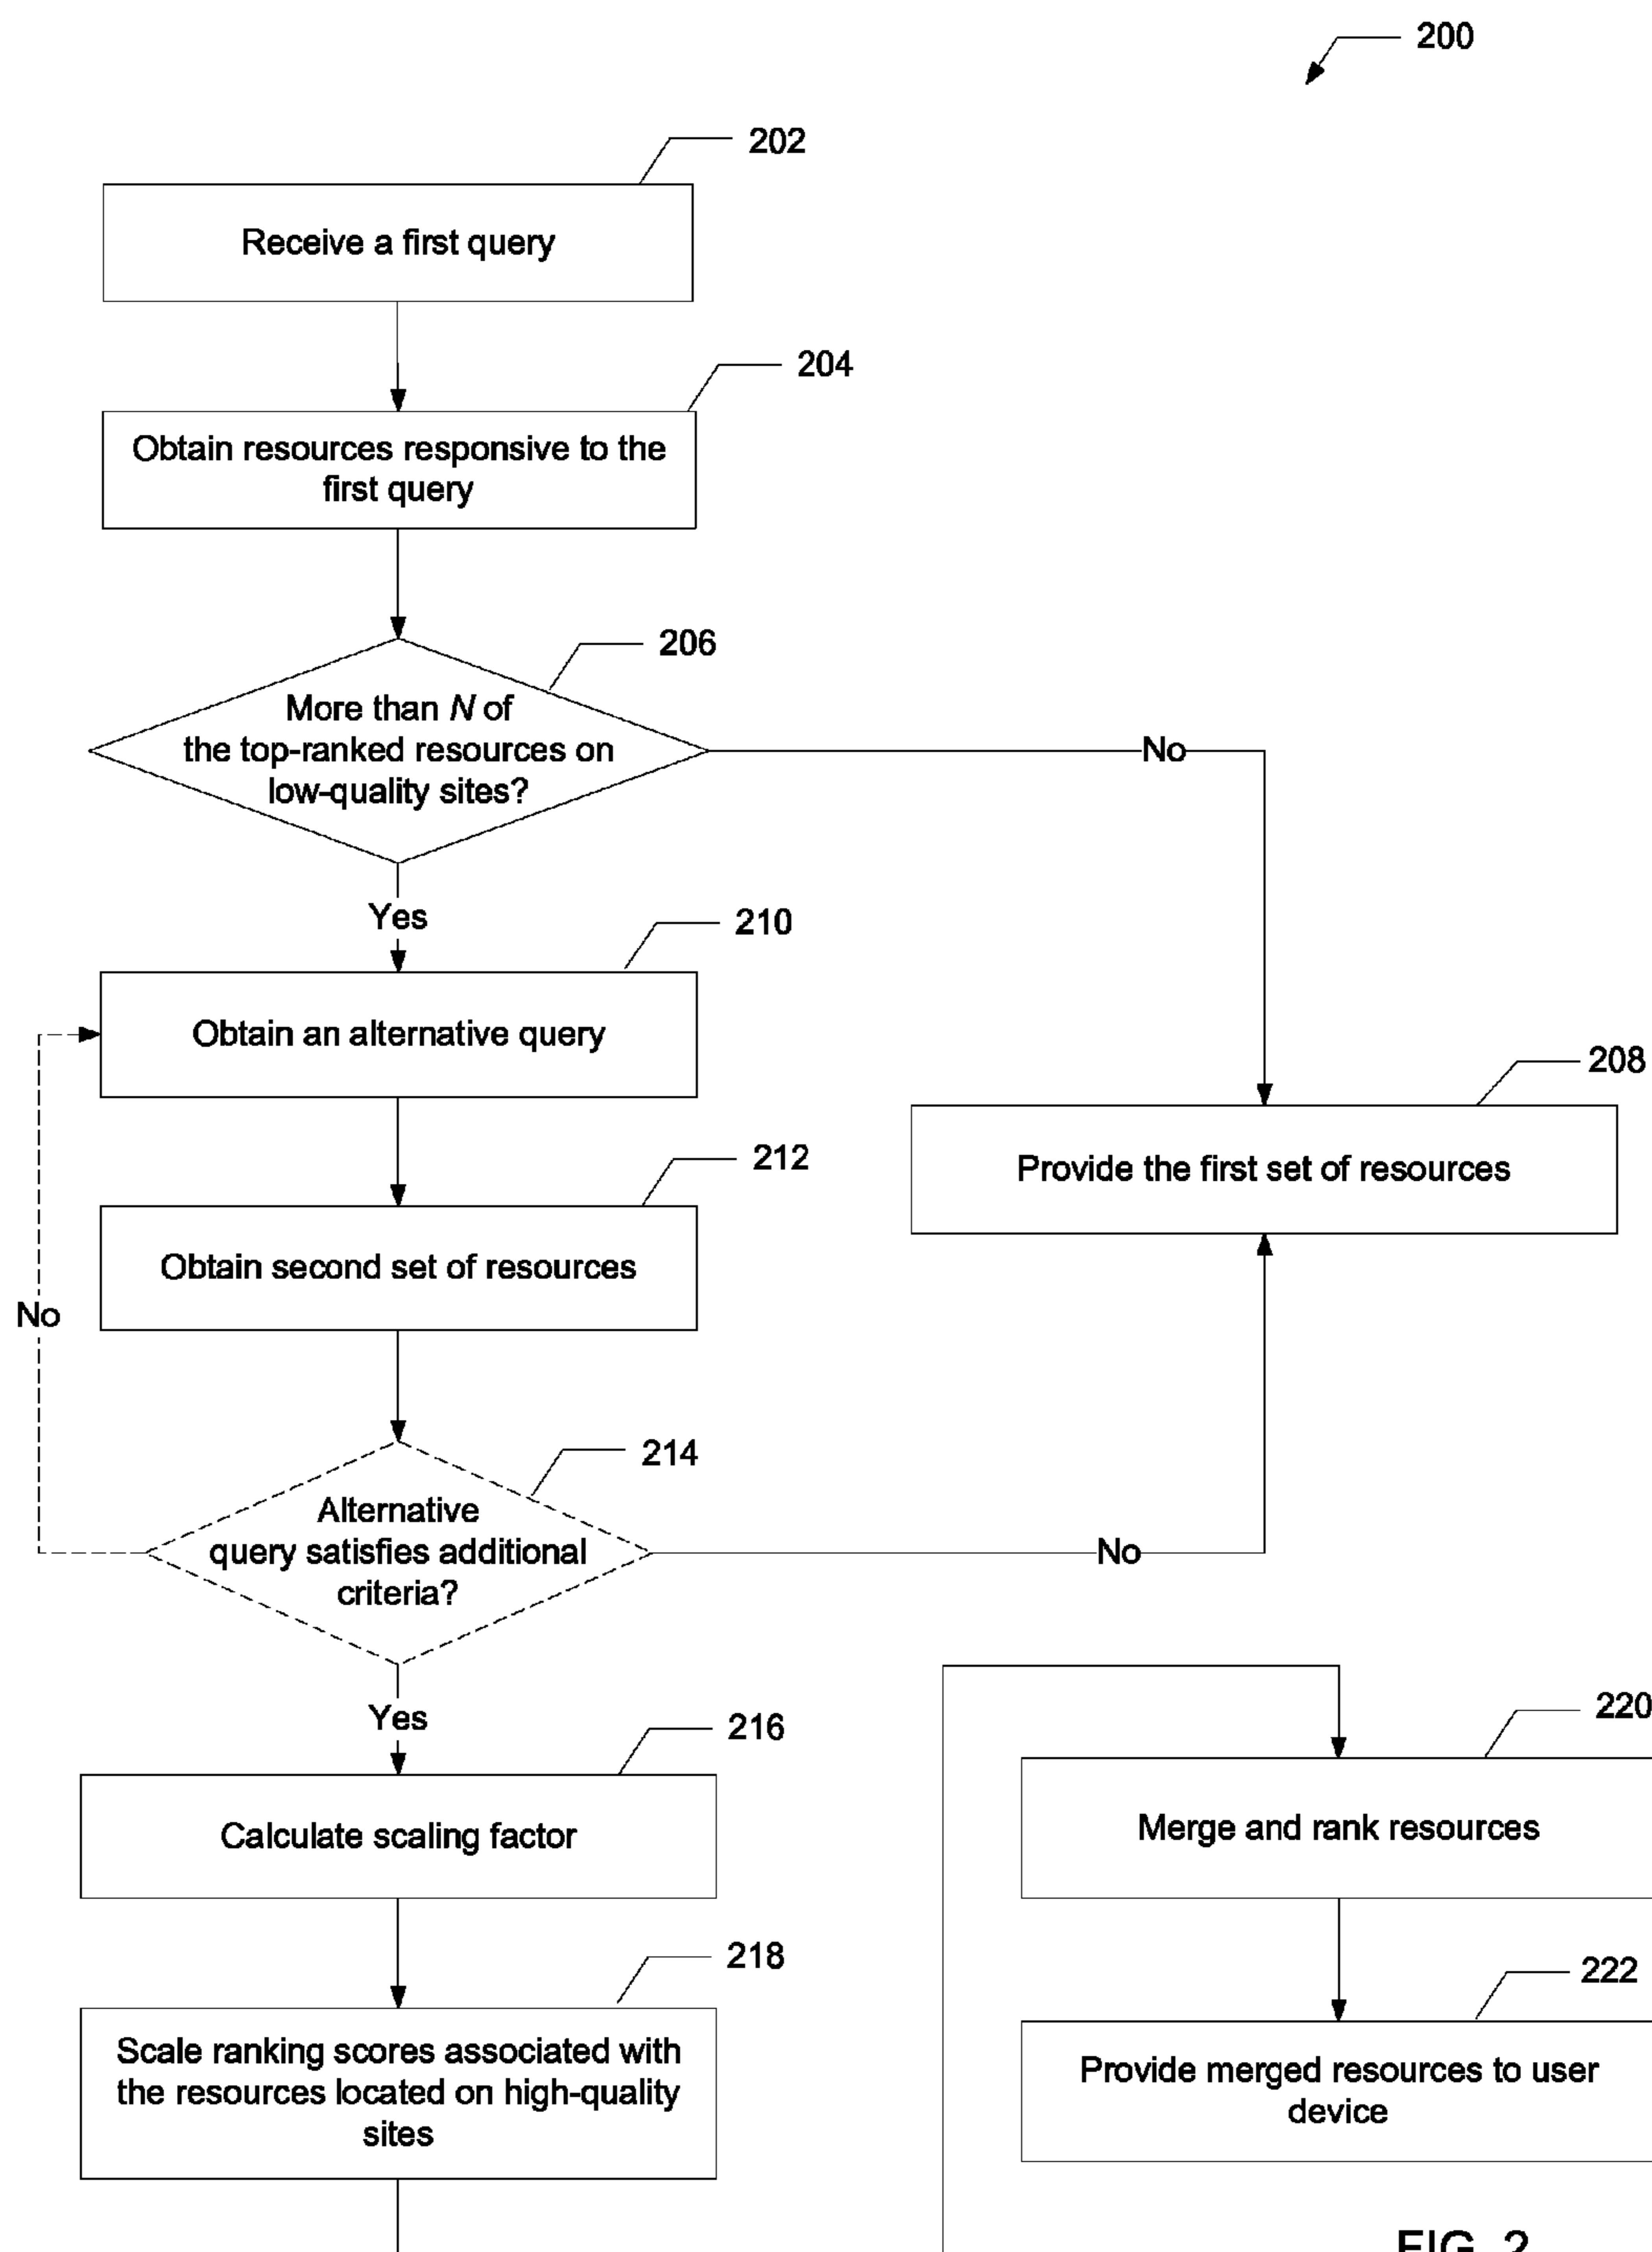 200
202
Receive a first query
204
Obtain resources responsive to the
first query
206
More than N of
the top-ranked resources on
low-quality sites?
No
Yes
210
Obtain an alternative query
208
Provide the first set of resources
212
Obtain second set of resources
No
214
Alternative
query satisfies additional
criteria?
No
Yes
216
Calculate scaling factor
220
Merge and rank resources
218
Scale ranking scores associated with
the resources located on high-quality
sites
222
Provide merged resources to user
device
FIG. 2